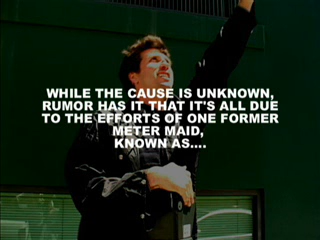 WHILE THE CAUSE IS UNKNOWN,
RUMOR HAS IT THAT IT'S ALL DUE
TO THE EFFORTS OF ONE FORMER
METER MAID,
KNOWN AS....